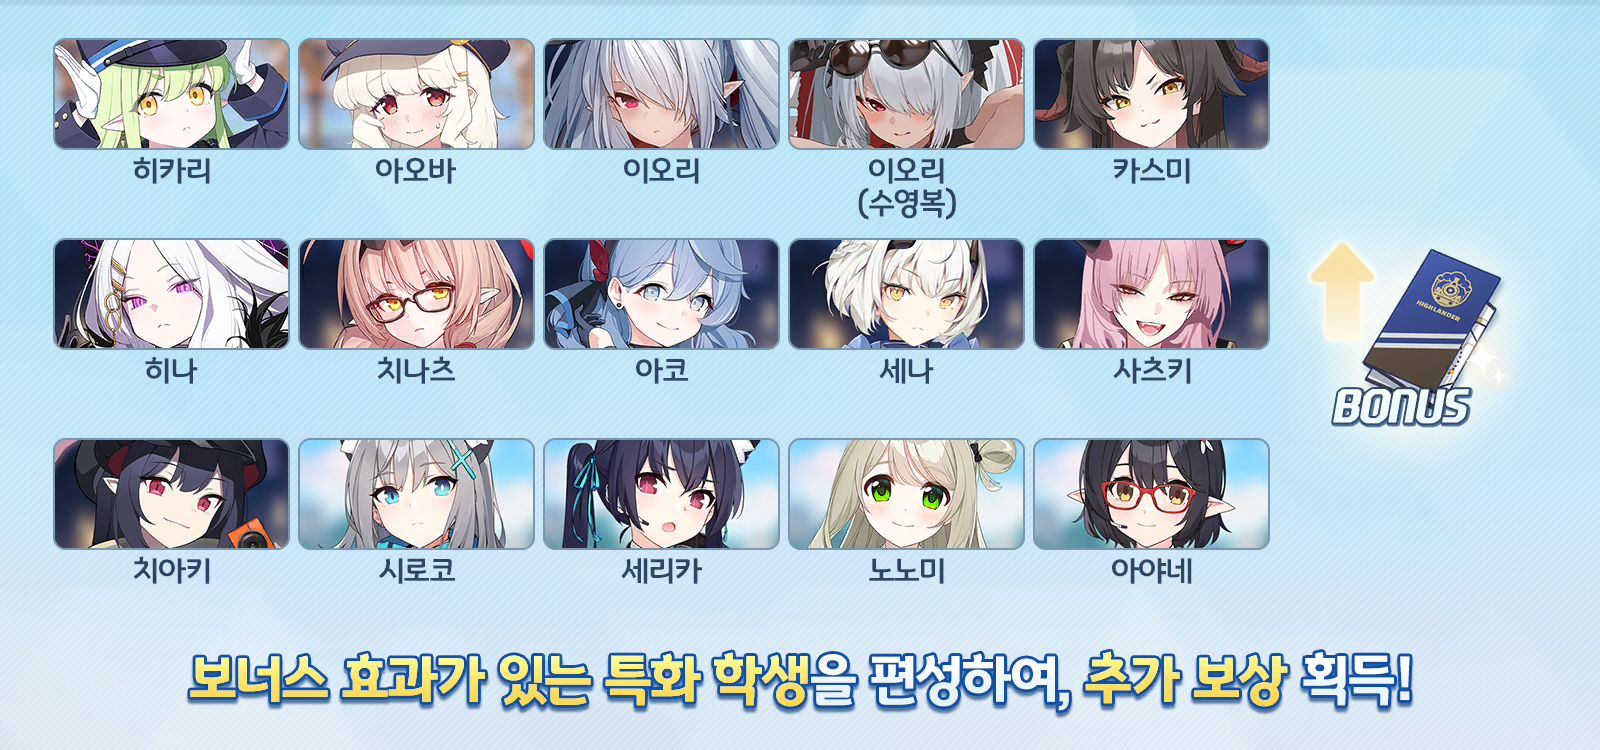 히카리
아오바
이오리
이오리
(수영복)
카스미
히나
치나츠
아코
세나
사츠키
HIGHLANDER
BONUS
치아키
시로코
세리카
노노미
아야네
보너스 효과가 있는 특화 학생을 편성하여, 추가 보상 획득!